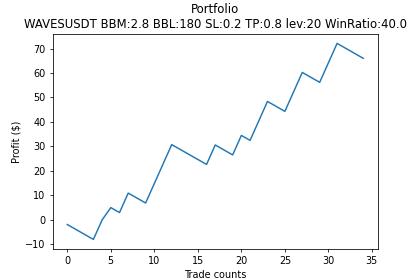 Portfolio
WAVESUSDT BBM:2.8 BBL:180 SL:0.2 TP:0.8 lev:20 WinRatio:40.0
70
60
50
40
30
20
10
0
−10
Profit ($)
0 5 10 15 20 25 30 35
Trade counts